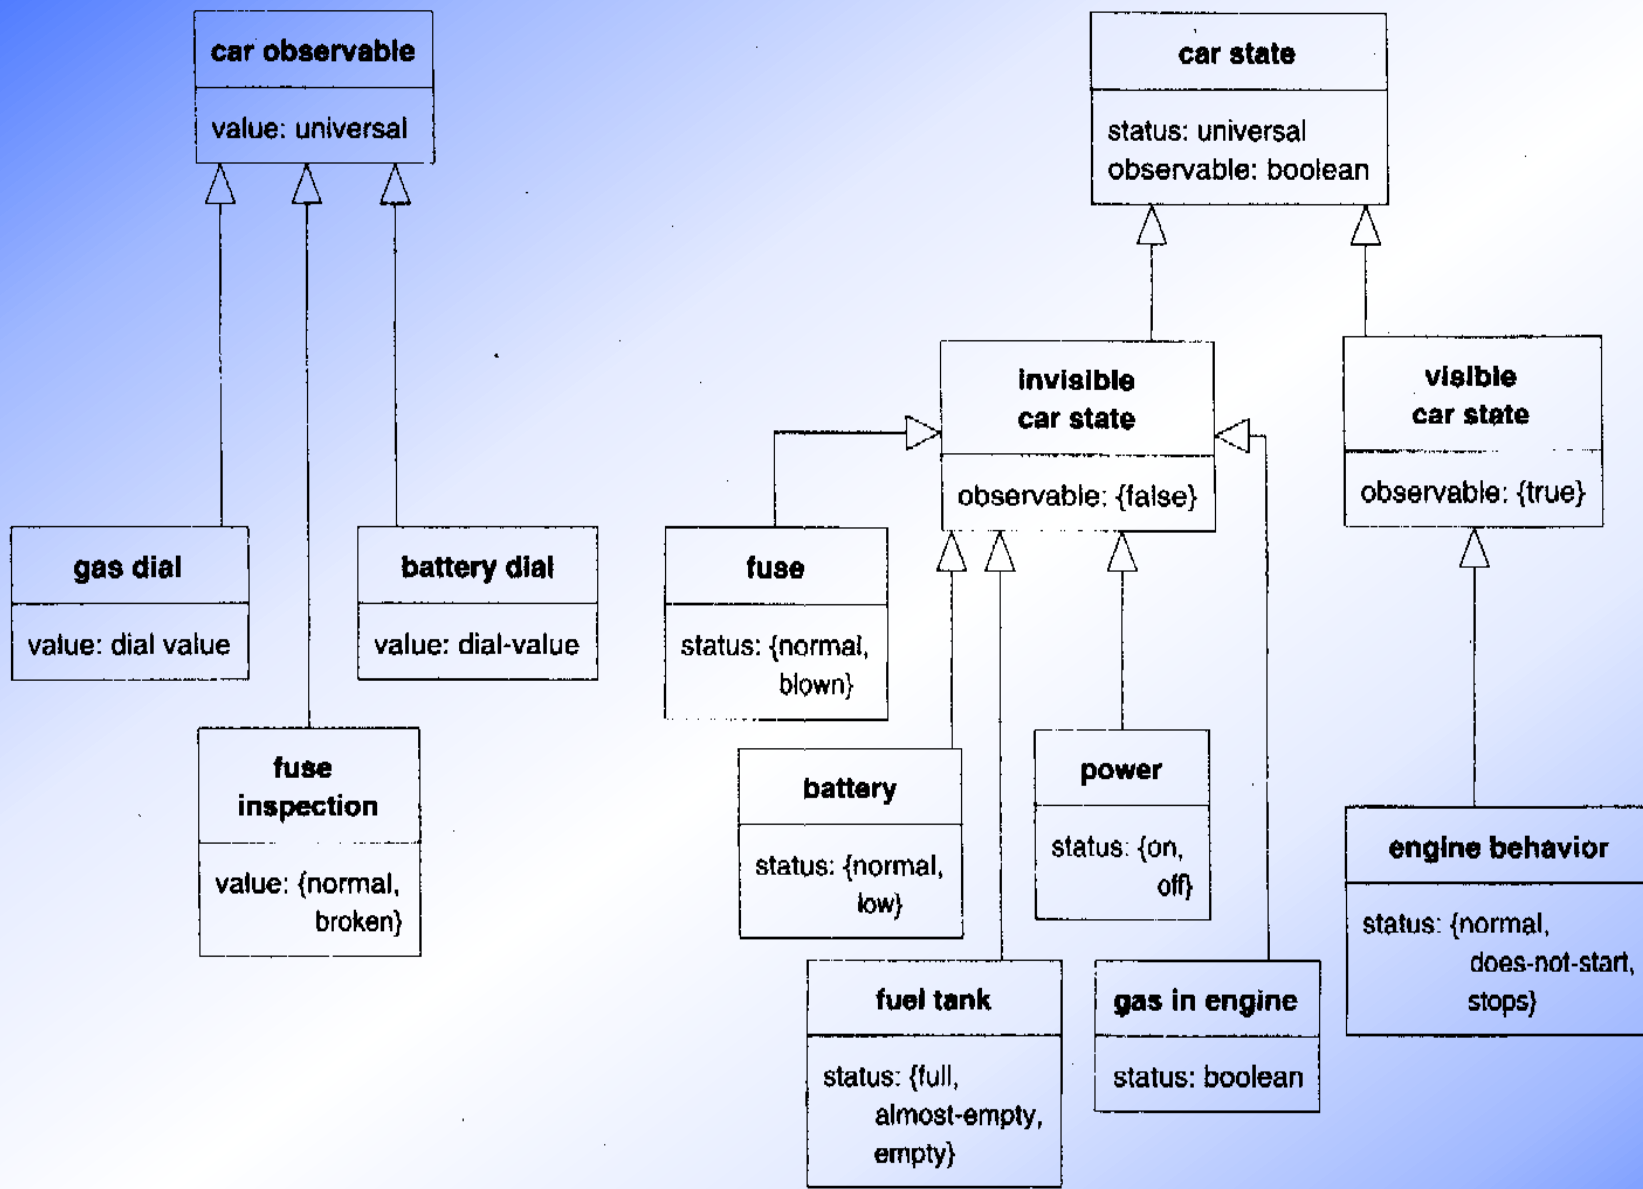 car observable
value: universal
car state
status: universal
observable: boolean
invisible
car state
observable: {false}
visible
car state
observable: {true}
gas dial
value: dial value
battery dial
value: dial-value
fuse
status: {normal,
blown}
fuse
inspection
value: {normal,
broken}
battery
status: {normal,
low}
power
status: {on,
off}
engine behavior
status: {normal,
does-not-start,
stops}
fuel tank
status: {full,
almost-empty,
empty}
gas in engine
status: boolean